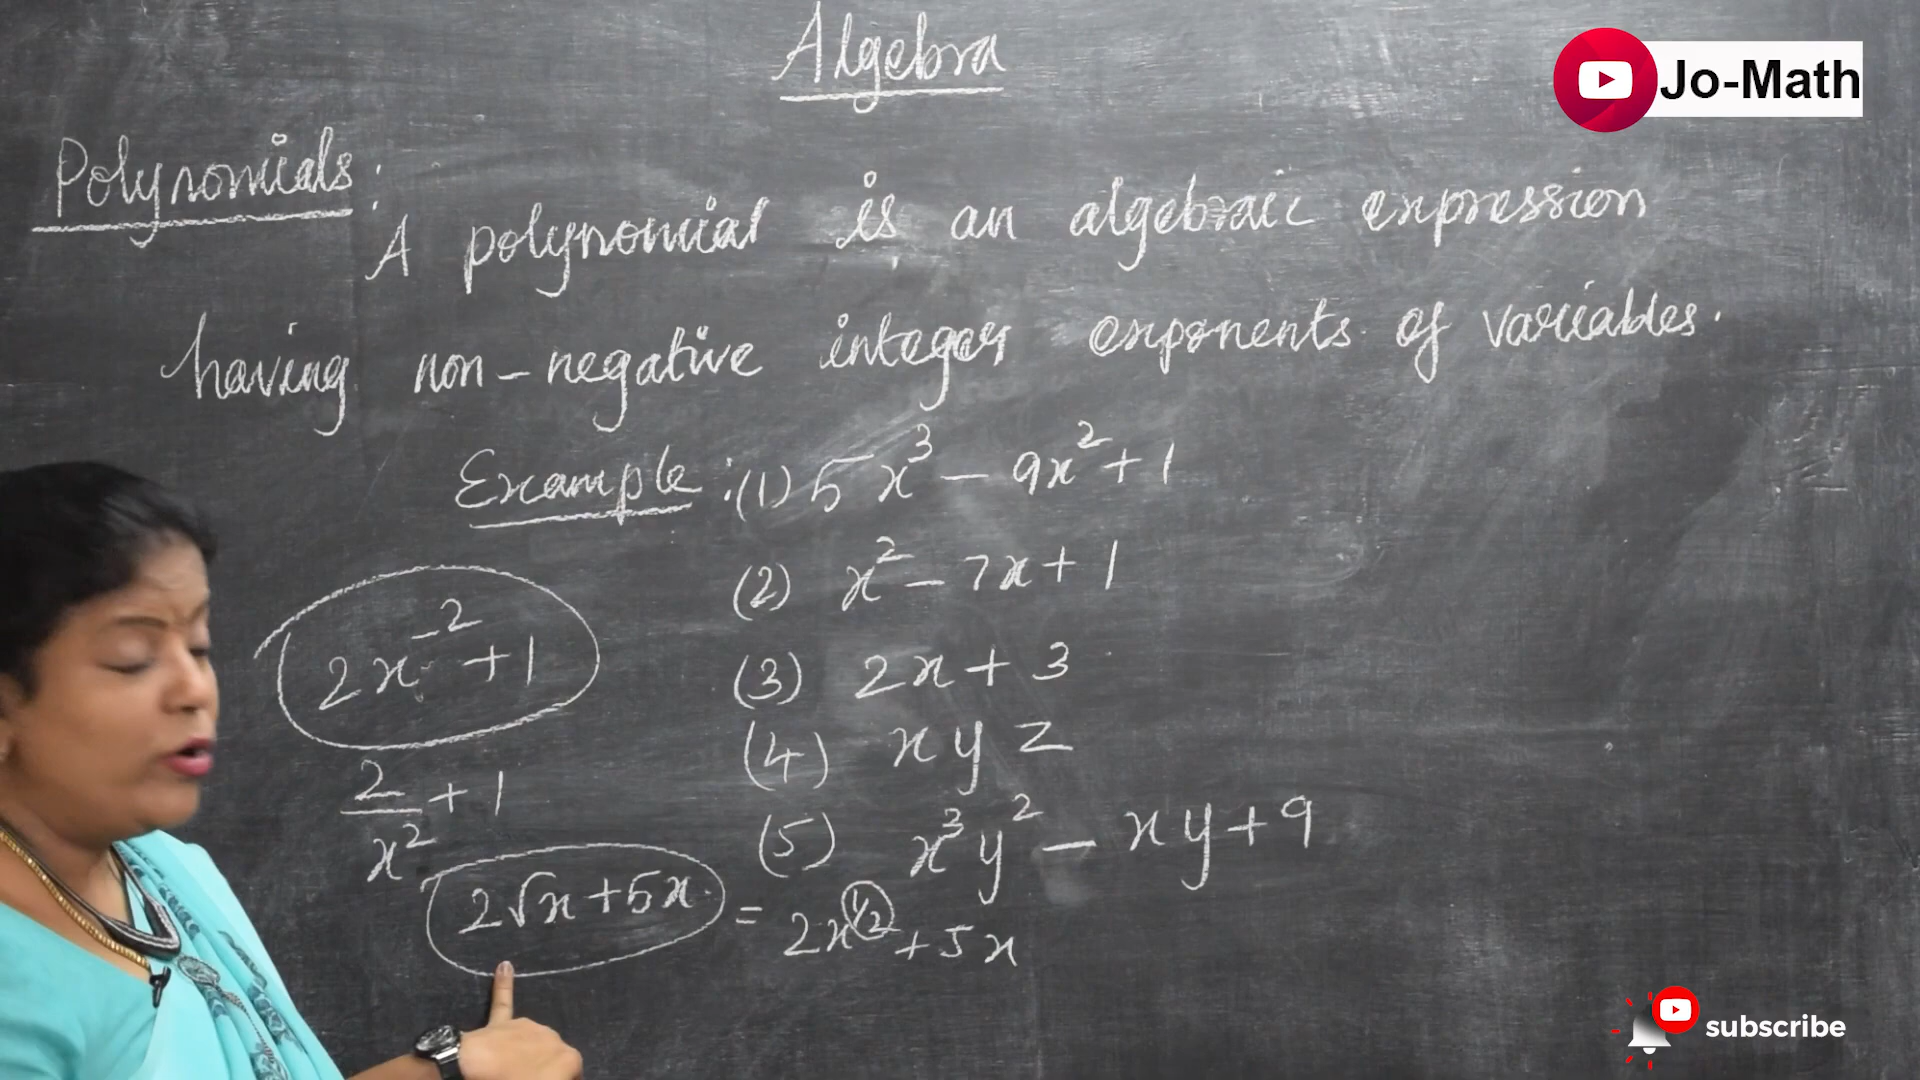 Algebra
Jo-Math
Polynomials:
A polynomial is an algebraic expression
having non-negative integer exponents of variables.
Example: (1) 5x³ - 9x² + 1
(2) x² - 7x + 1
2x⁻² + 1
(3) 2x + 3
(4) xyz
2/x² + 1
(5) x³y² - xy + 9
2√x + 5x = 2x^(1/2) + 5x
subscribe